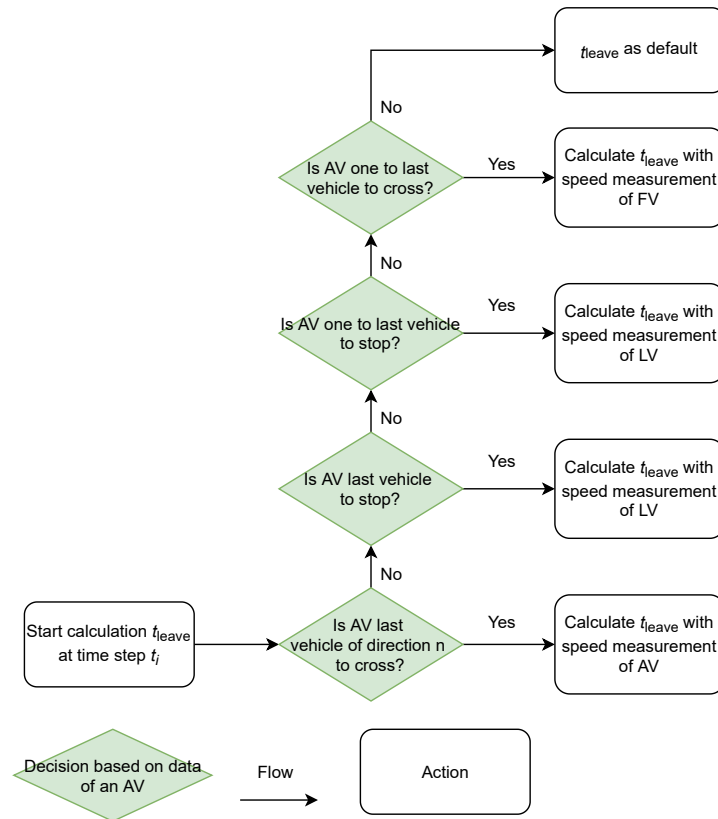 tleave as default
No
Is AV one to last
vehicle to cross?
Yes
Calculate tleave with
speed measurement
of FV
No
Is AV one to last vehicle
to stop?
Yes
Calculate tleave with
speed measurement
of LV
No
Is AV last vehicle
to stop?
Yes
Calculate tleave with
speed measurement
of LV
No
Start calculation tleave
at time step ti
Is AV last
vehicle of direction n
to cross?
Yes
Calculate tleave with
speed measurement
of AV
Decision based on data
of an AV
Flow
Action